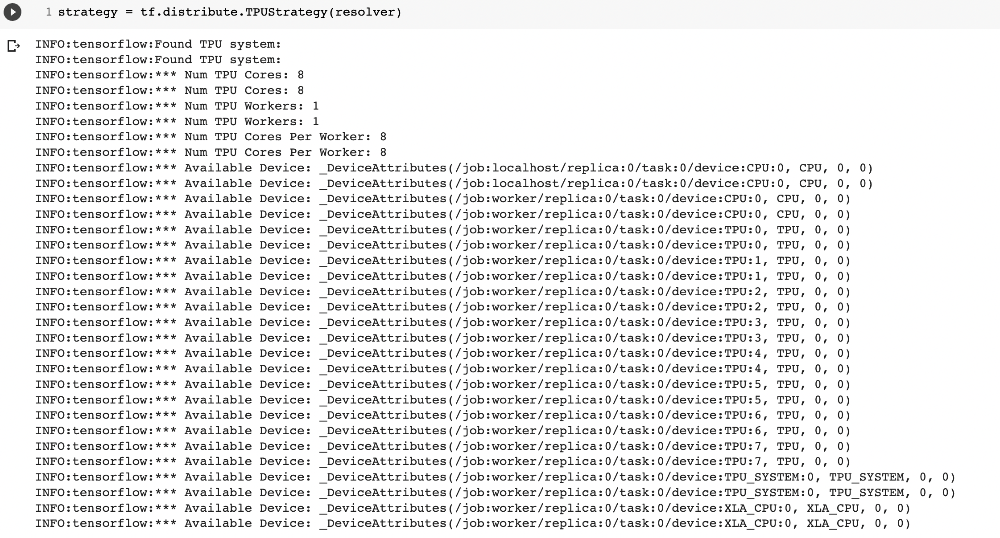 1 strategy = tf.distribute.TPUStrategy(resolver)
INFO:tensorflow:Found TPU system:
INFO:tensorflow:Found TPU system:
INFO:tensorflow:*** Num TPU Cores: 8
INFO:tensorflow:*** Num TPU Cores: 8
INFO:tensorflow:*** Num TPU Workers: 1
INFO:tensorflow:*** Num TPU Workers: 1
INFO:tensorflow:*** Num TPU Cores Per Worker: 8
INFO:tensorflow:*** Num TPU Cores Per Worker: 8
INFO:tensorflow:*** Available Device: _DeviceAttributes(/job:localhost/replica:0/task:0/device:CPU:0, CPU, 0, 0)
INFO:tensorflow:*** Available Device: _DeviceAttributes(/job:localhost/replica:0/task:0/device:CPU:0, CPU, 0, 0)
INFO:tensorflow:*** Available Device: _DeviceAttributes(/job:worker/replica:0/task:0/device:CPU:0, CPU, 0, 0)
INFO:tensorflow:*** Available Device: _DeviceAttributes(/job:worker/replica:0/task:0/device:CPU:0, CPU, 0, 0)
INFO:tensorflow:*** Available Device: _DeviceAttributes(/job:worker/replica:0/task:0/device:TPU:0, TPU, 0, 0)
INFO:tensorflow:*** Available Device: _DeviceAttributes(/job:worker/replica:0/task:0/device:TPU:0, TPU, 0, 0)
INFO:tensorflow:*** Available Device: _DeviceAttributes(/job:worker/replica:0/task:0/device:TPU:1, TPU, 0, 0)
INFO:tensorflow:*** Available Device: _DeviceAttributes(/job:worker/replica:0/task:0/device:TPU:1, TPU, 0, 0)
INFO:tensorflow:*** Available Device: _DeviceAttributes(/job:worker/replica:0/task:0/device:TPU:2, TPU, 0, 0)
INFO:tensorflow:*** Available Device: _DeviceAttributes(/job:worker/replica:0/task:0/device:TPU:2, TPU, 0, 0)
INFO:tensorflow:*** Available Device: _DeviceAttributes(/job:worker/replica:0/task:0/device:TPU:3, TPU, 0, 0)
INFO:tensorflow:*** Available Device: _DeviceAttributes(/job:worker/replica:0/task:0/device:TPU:3, TPU, 0, 0)
INFO:tensorflow:*** Available Device: _DeviceAttributes(/job:worker/replica:0/task:0/device:TPU:4, TPU, 0, 0)
INFO:tensorflow:*** Available Device: _DeviceAttributes(/job:worker/replica:0/task:0/device:TPU:4, TPU, 0, 0)
INFO:tensorflow:*** Available Device: _DeviceAttributes(/job:worker/replica:0/task:0/device:TPU:5, TPU, 0, 0)
INFO:tensorflow:*** Available Device: _DeviceAttributes(/job:worker/replica:0/task:0/device:TPU:5, TPU, 0, 0)
INFO:tensorflow:*** Available Device: _DeviceAttributes(/job:worker/replica:0/task:0/device:TPU:6, TPU, 0, 0)
INFO:tensorflow:*** Available Device: _DeviceAttributes(/job:worker/replica:0/task:0/device:TPU:6, TPU, 0, 0)
INFO:tensorflow:*** Available Device: _DeviceAttributes(/job:worker/replica:0/task:0/device:TPU:7, TPU, 0, 0)
INFO:tensorflow:*** Available Device: _DeviceAttributes(/job:worker/replica:0/task:0/device:TPU:7, TPU, 0, 0)
INFO:tensorflow:*** Available Device: _DeviceAttributes(/job:worker/replica:0/task:0/device:TPU_SYSTEM:0, TPU_SYSTEM, 0, 0)
INFO:tensorflow:*** Available Device: _DeviceAttributes(/job:worker/replica:0/task:0/device:TPU_SYSTEM:0, TPU_SYSTEM, 0, 0)
INFO:tensorflow:*** Available Device: _DeviceAttributes(/job:worker/replica:0/task:0/device:XLA_CPU:0, XLA_CPU, 0, 0)
INFO:tensorflow:*** Available Device: _DeviceAttributes(/job:worker/replica:0/task:0/device:XLA_CPU:0, XLA_CPU, 0, 0)